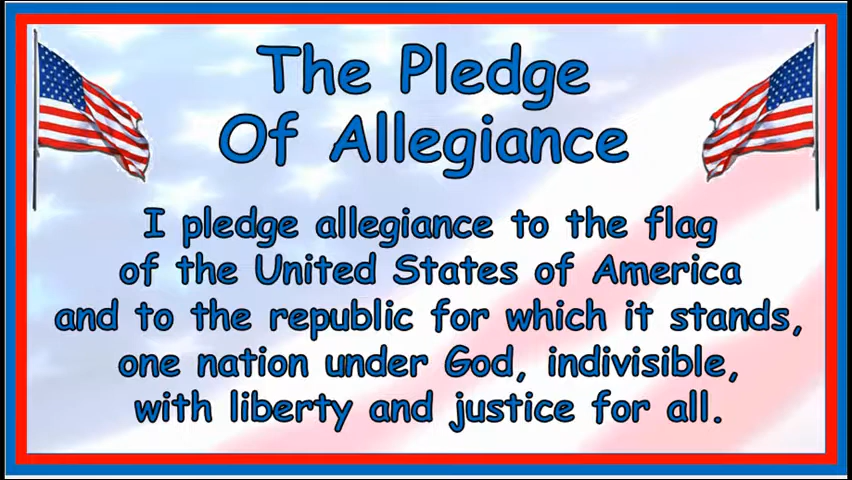 The Pledge
Of Allegiance
I pledge allegiance to the flag
of the United States of America
and to the republic for which it stands,
one nation under God, indivisible,
with liberty and justice for all.